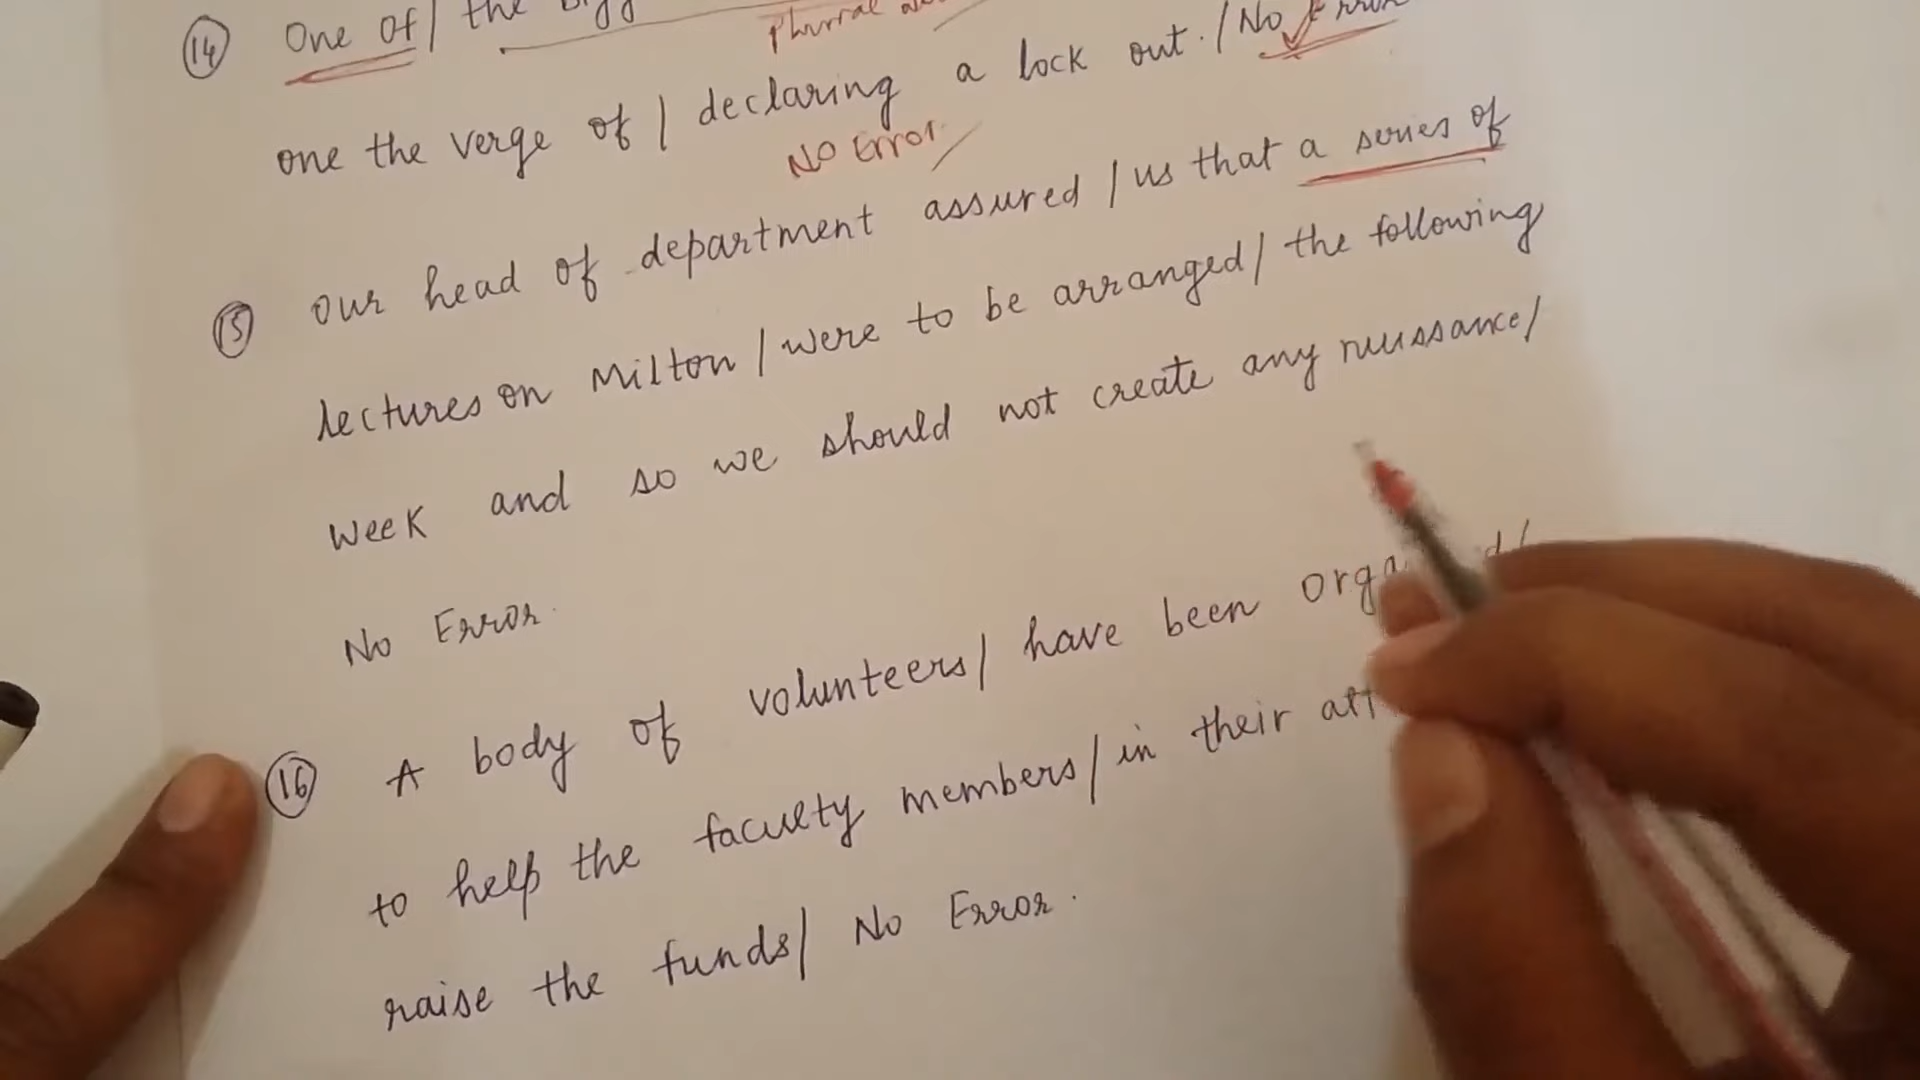 14 One of / the
Plural
one the verge of / declaring a lock out. / No Error
NO Error
15 our head of department assured / us that a series of
lectures on Milton / were to be arranged / the following
week and so we should not create any nuissance /
No Error.
16 A body of volunteers / have been
to help the faculty members / in their
raise the funds / No Error.